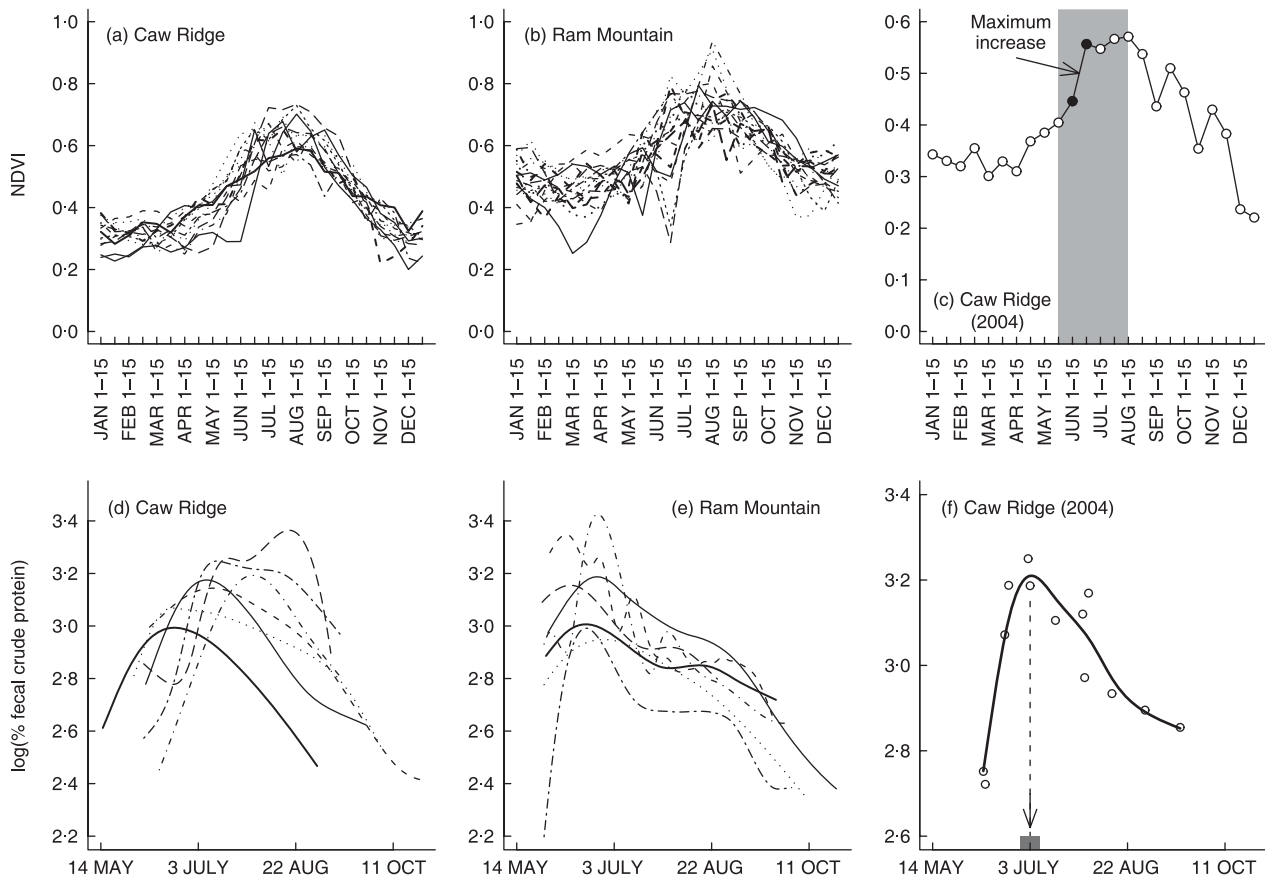 (a) Caw Ridge
NDVI
1·0
0·8
0·6
0·4
0·2
0·0
JAN 1–15
FEB 1–15
MAR 1–15
APR 1–15
MAY 1–15
JUN 1–15
JUL 1–15
AUG 1–15
SEP 1–15
OCT 1–15
NOV 1–15
DEC 1–15
(b) Ram Mountain
1·0
0·8
0·6
0·4
0·2
0·0
JAN 1–15
FEB 1–15
MAR 1–15
APR 1–15
MAY 1–15
JUN 1–15
JUL 1–15
AUG 1–15
SEP 1–15
OCT 1–15
NOV 1–15
DEC 1–15
Maximum
increase
0·6
0·5
0·4
0·3
0·2
0·1
0·0
(c) Caw Ridge
(2004)
JAN 1–15
FEB 1–15
MAR 1–15
APR 1–15
MAY 1–15
JUN 1–15
JUL 1–15
AUG 1–15
SEP 1–15
OCT 1–15
NOV 1–15
DEC 1–15
(d) Caw Ridge
log(% fecal crude protein)
3·4
3·2
3·0
2·8
2·6
2·4
2·2
14 MAY
3 JULY
22 AUG
11 OCT
(e) Ram Mountain
3·4
3·2
3·0
2·8
2·6
2·4
2·2
14 MAY
3 JULY
22 AUG
11 OCT
(f) Caw Ridge (2004)
3·4
3·2
3·0
2·8
2·6
14 MAY
3 JULY
22 AUG
11 OCT